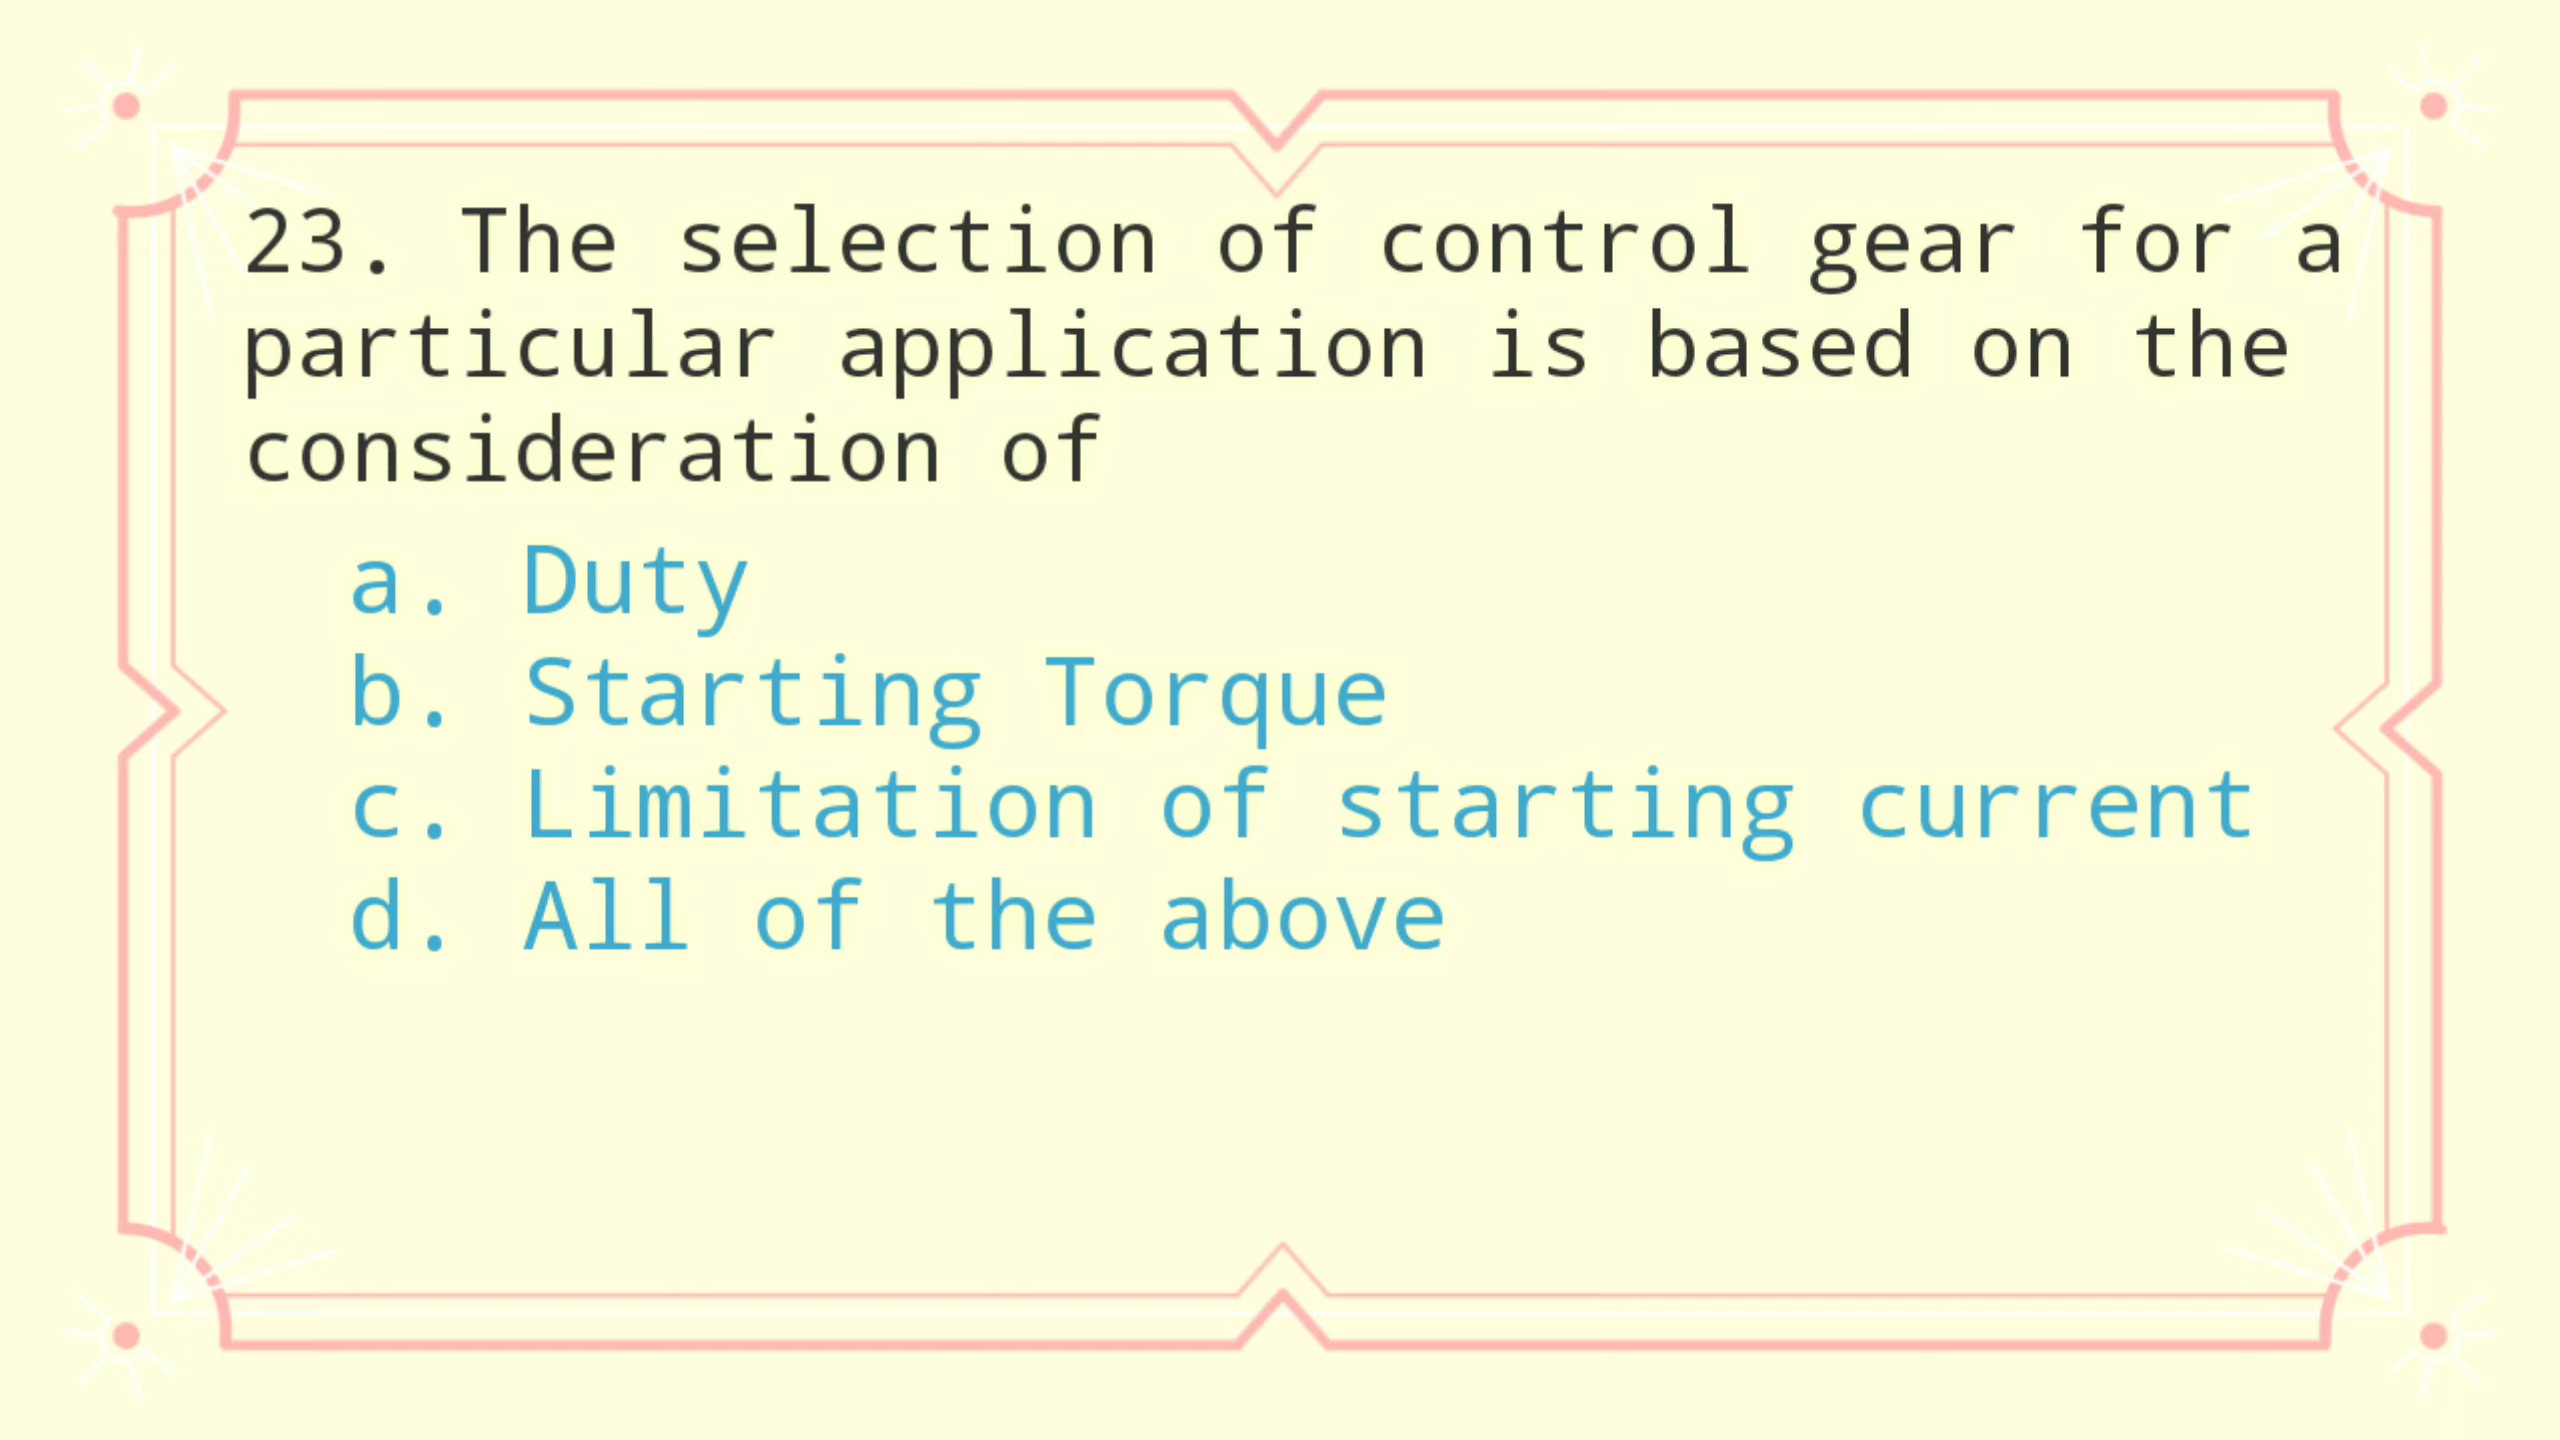 23. The selection of control gear for a
particular application is based on the
consideration of
a. Duty
b. Starting Torque
c. Limitation of starting current
d. All of the above